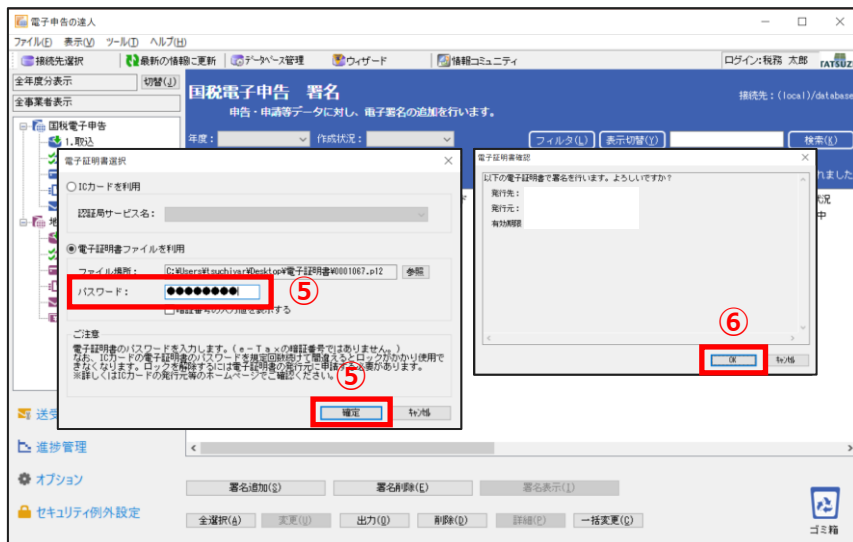 電子申告の達人
ファイル(F) 表示(V) ツール(T) ヘルプ(H)
接続先選択 最新の情報に更新 データベース管理 ウィザード 情報コミュニティ ログイン:税務 太郎 TATSUZ
全年度分表示 切替(J)
全事業者表示
国税電子申告 署名
接続先:(local)/database
申告・申請等データに対し、電子署名の追加を行います。
国税電子申告
1.取込
年度: 作成状況: フィルタ(L) 表示切替(Y) 検索(K)
電子証明書選択
ICカードを利用
認証局サービス名:
電子証明書ファイルを利用
ファイル場所: C:¥Users¥tsuchiyar¥Desktop¥電子証明書¥0001067.p12 参照
パスワード: ●●●●●●●●
⑤
ご注意
電子証明書のパスワードを入力します。(e-Taxの暗証番号ではありません。)
なお、ICカードの電子証明書のパスワードを規定回数続けて間違えるとロックがかかり使用で
きなくなります。ロックを解除するには電子証明書の発行元に申請する必要があります。
※詳しくはICカードの発行元等のホームページでご確認ください。
⑤
確定 キャンセル
電子証明書確認
以下の電子証明書で署名を行います。よろしいですか?
発行先:
発行元:
有効期限
⑥
OK キャンセル
れました
況
中
地
送受
進捗管理
オプション
セキュリティ例外設定
署名追加(S) 署名削除(E) 署名表示(I)
全選択(A) 変更(U) 出力(O) 削除(D) 詳細(P) 一括変更(C)
ゴミ箱